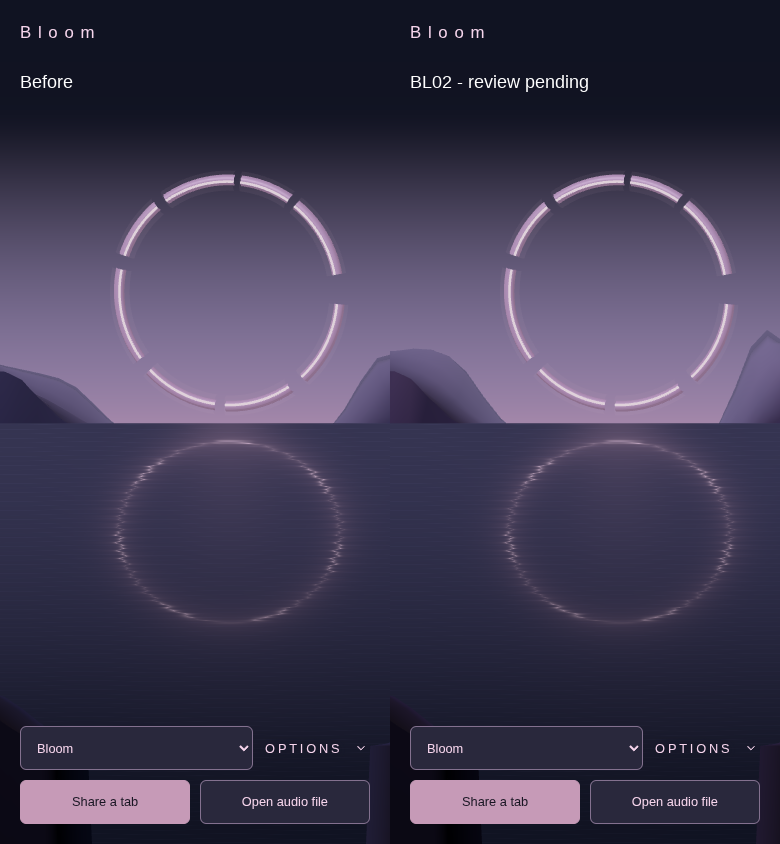 Bloom
Before
Bloom
OPTIONS
Share a tab
Open audio file
Bloom
BL02 - review pending
Bloom
OPTIONS
Share a tab
Open audio file